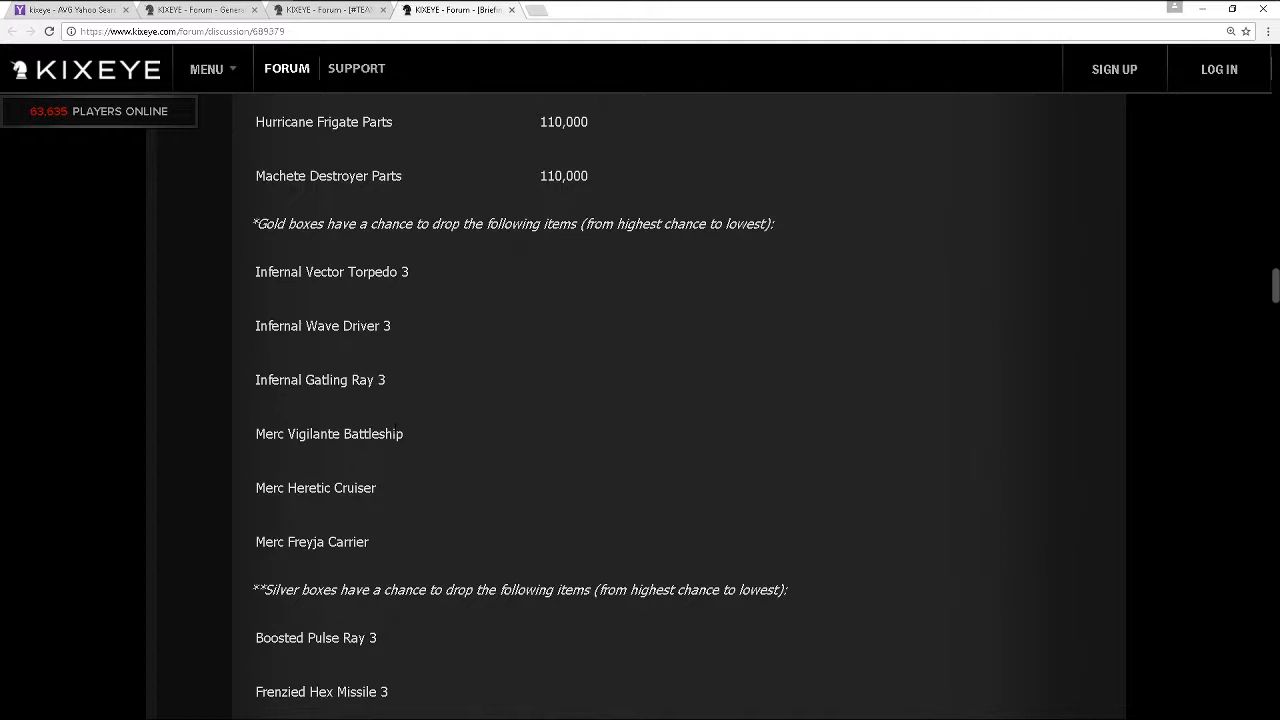 kixeye - AVG Yahoo Sear
KIXEYE - Forum - Genera
KIXEYE - Forum - [#TEAM
KIXEYE - Forum - [Briefin
https://www.kixeye.com/forum/discussion/689379
KIXEYE
MENU
FORUM
SUPPORT
SIGN UP
LOG IN
63,635 PLAYERS ONLINE
Hurricane Frigate Parts 110,000
Machete Destroyer Parts 110,000
*Gold boxes have a chance to drop the following items (from highest chance to lowest):
Infernal Vector Torpedo 3
Infernal Wave Driver 3
Infernal Gatling Ray 3
Merc Vigilante Battleship
Merc Heretic Cruiser
Merc Freyja Carrier
**Silver boxes have a chance to drop the following items (from highest chance to lowest):
Boosted Pulse Ray 3
Frenzied Hex Missile 3